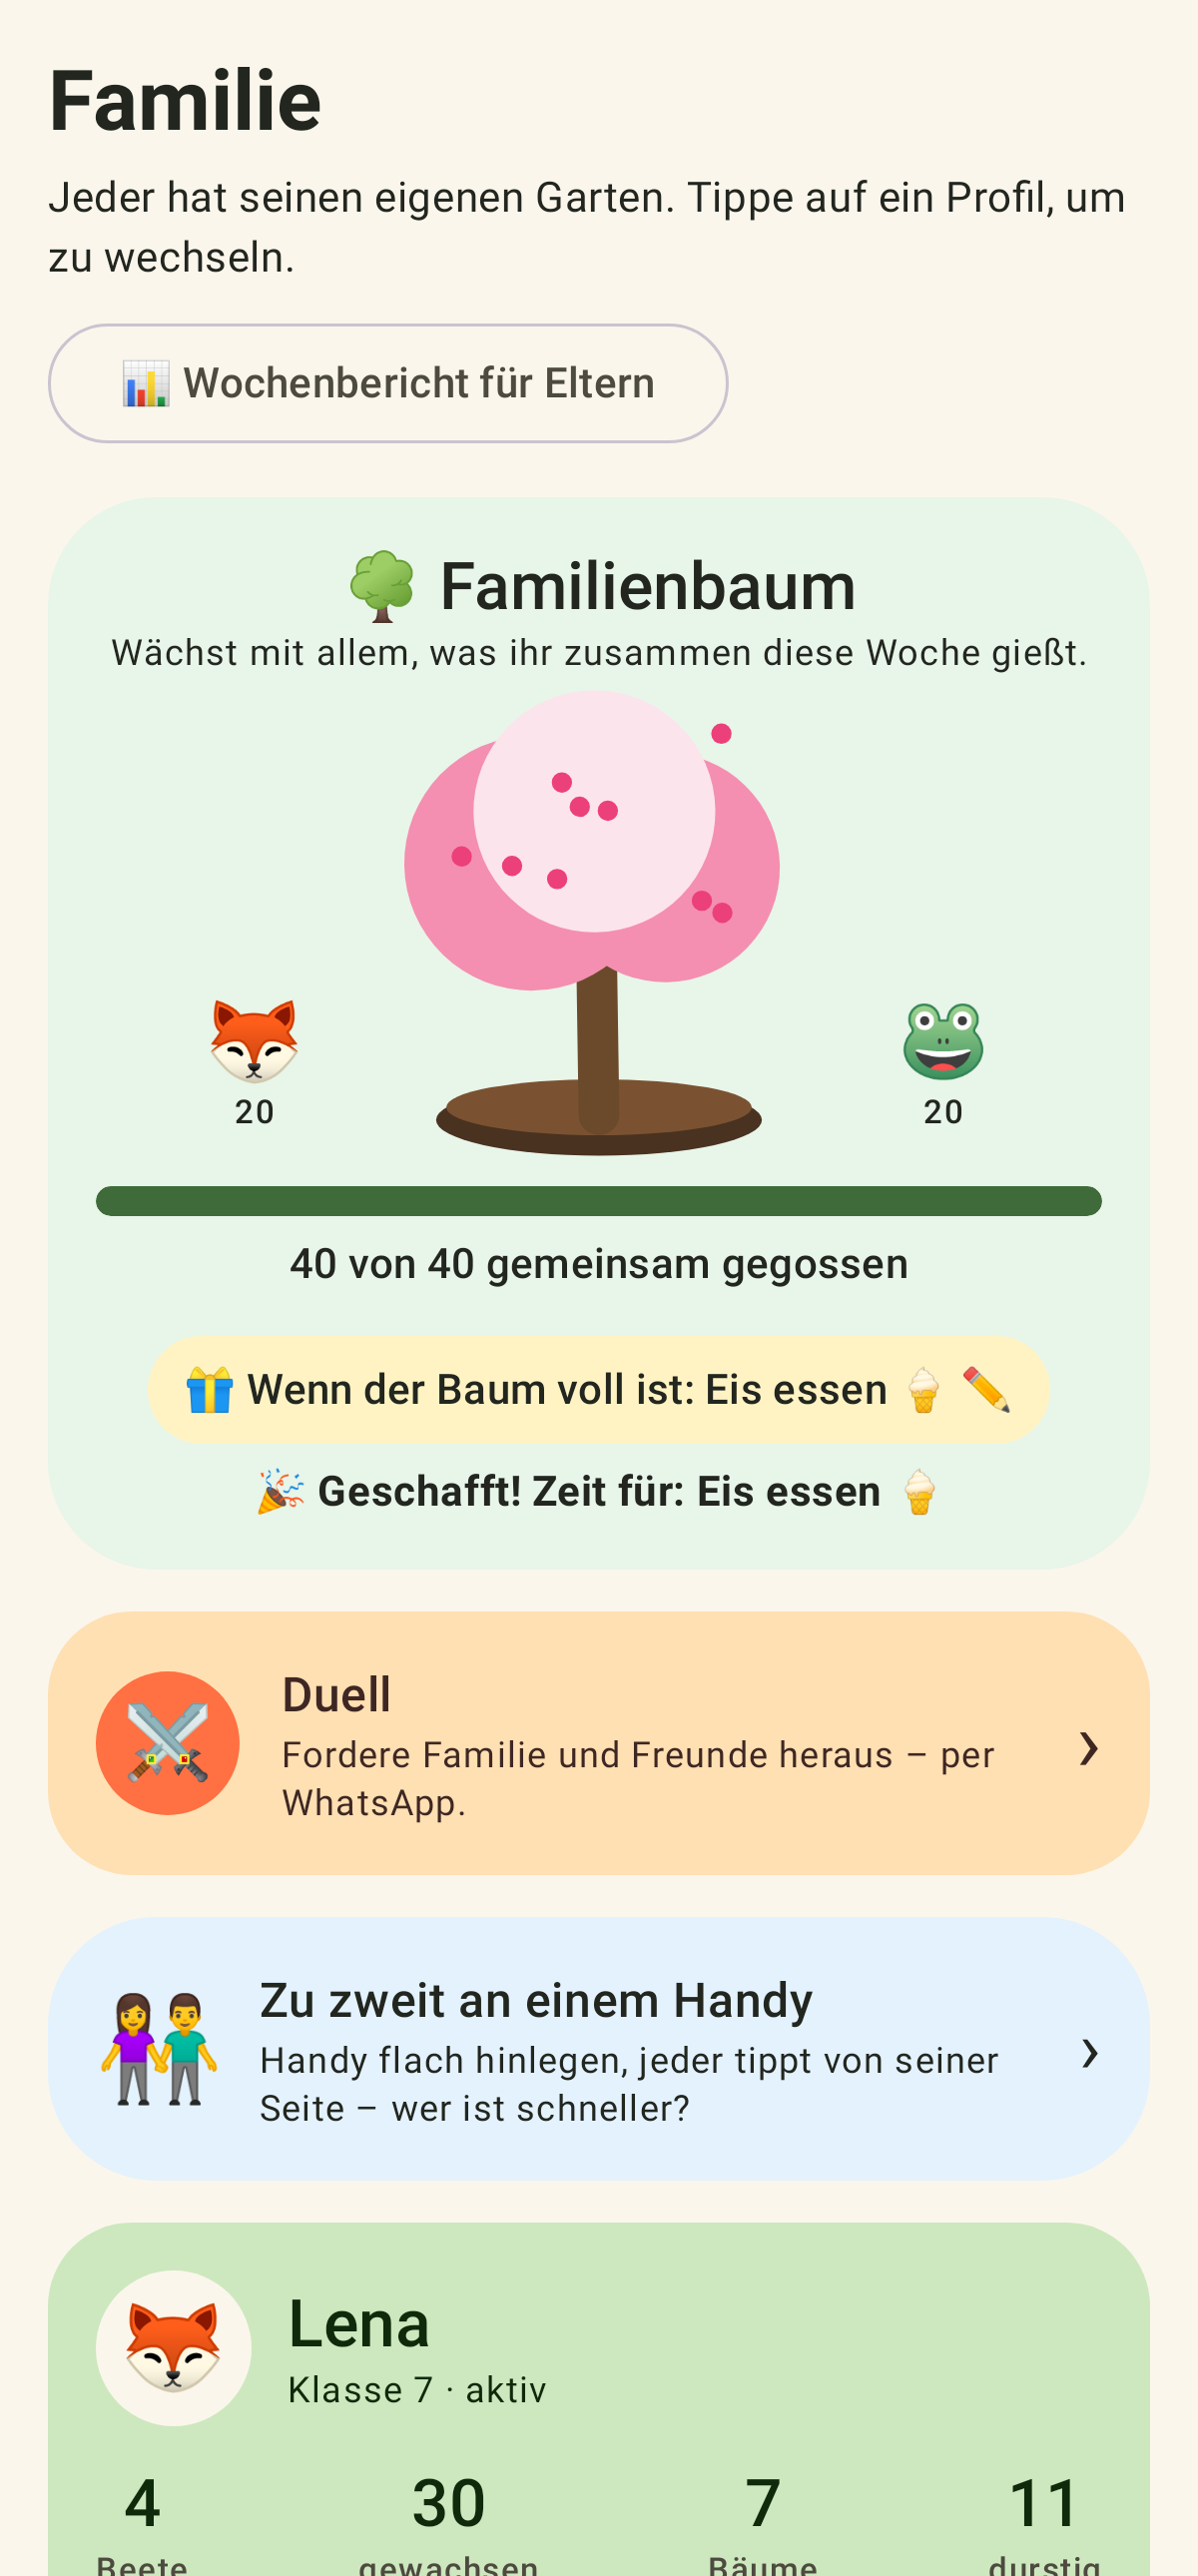 Familie
Jeder hat seinen eigenen Garten. Tippe auf ein Profil, um
zu wechseln.
Wochenbericht für Eltern
Familienbaum
Wächst mit allem, was ihr zusammen diese Woche gießt.
20
20
40 von 40 gemeinsam gegossen
Wenn der Baum voll ist: Eis essen
Geschafft! Zeit für: Eis essen
Duell
Fordere Familie und Freunde heraus – per
WhatsApp.
Zu zweit an einem Handy
Handy flach hinlegen, jeder tippt von seiner
Seite – wer ist schneller?
Lena
Klasse 7 · aktiv
4 30 7 11
Beete gewachsen Bäume durstig